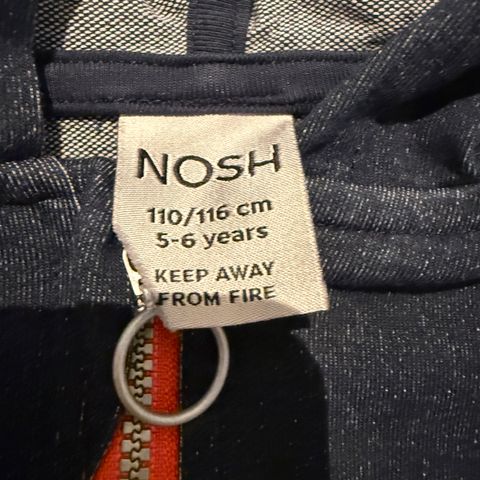 NOSH
110/116 cm
5-6 years
KEEP AWAY
FROM FIRE